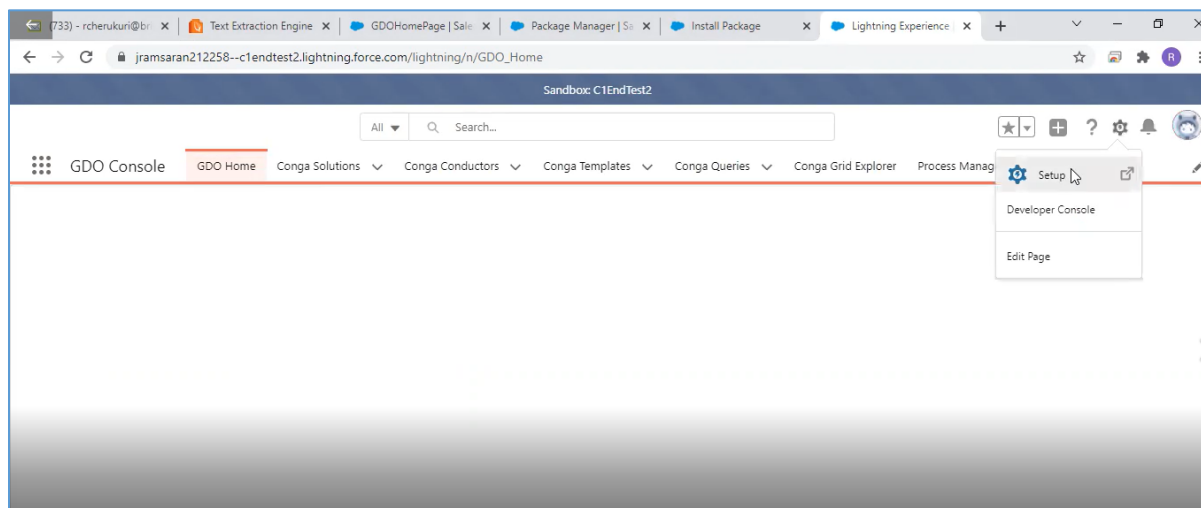 (733) - rcherukuri@br
Text Extraction Engine
GDOHomePage | Sale
Package Manager | Sa
Install Package
Lightning Experience |
jramsaran212258--c1endtest2.lightning.force.com/lightning/n/GDO_Home
R
Sandbox: C1EndTest2
All
Search...
GDO Console
GDO Home
Conga Solutions
Conga Conductors
Conga Templates
Conga Queries
Conga Grid Explorer
Process Manag
Setup
Developer Console
Edit Page